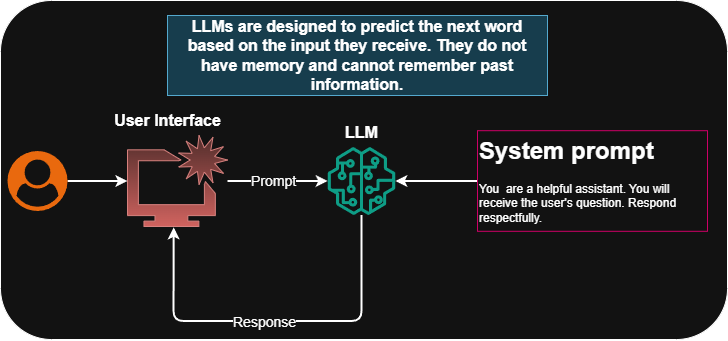 LLMs are designed to predict the next word
based on the input they receive. They do not
have memory and cannot remember past
information.
User Interface
LLM
System prompt
You  are a helpful assistant. You will
receive the user's question. Respond
respectfully.
Prompt
Response